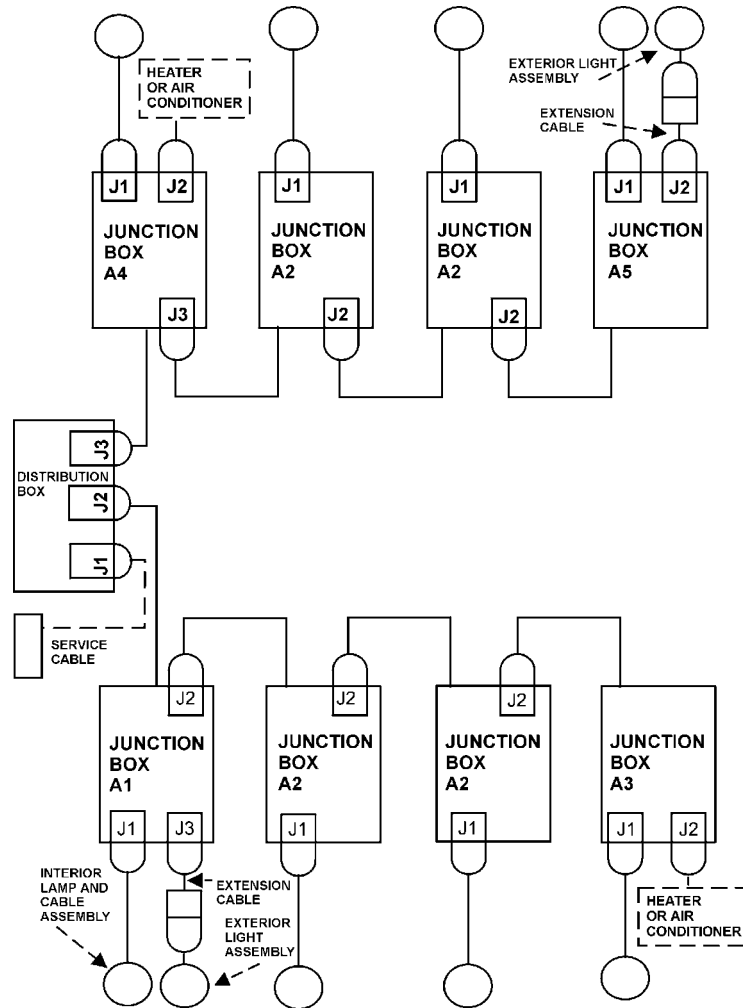 HEATER
OR AIR
CONDITIONER
EXTERIOR LIGHT
ASSEMBLY
EXTENSION
CABLE
J1
J2
J1
J1
J1
J2
JUNCTION
BOX
A4
JUNCTION
BOX
A2
JUNCTION
BOX
A2
JUNCTION
BOX
A5
J3
J2
J2
J3
DISTRIBUTION
BOX
J2
J1
SERVICE
CABLE
J2
J2
J2
JUNCTION
BOX
A1
JUNCTION
BOX
A2
JUNCTION
BOX
A2
JUNCTION
BOX
A3
J1
J3
J1
J1
J1
J2
INTERIOR
LAMP AND
CABLE
ASSEMBLY
EXTENSION
CABLE
EXTERIOR
LIGHT
ASSEMBLY
HEATER
OR AIR
CONDITIONER